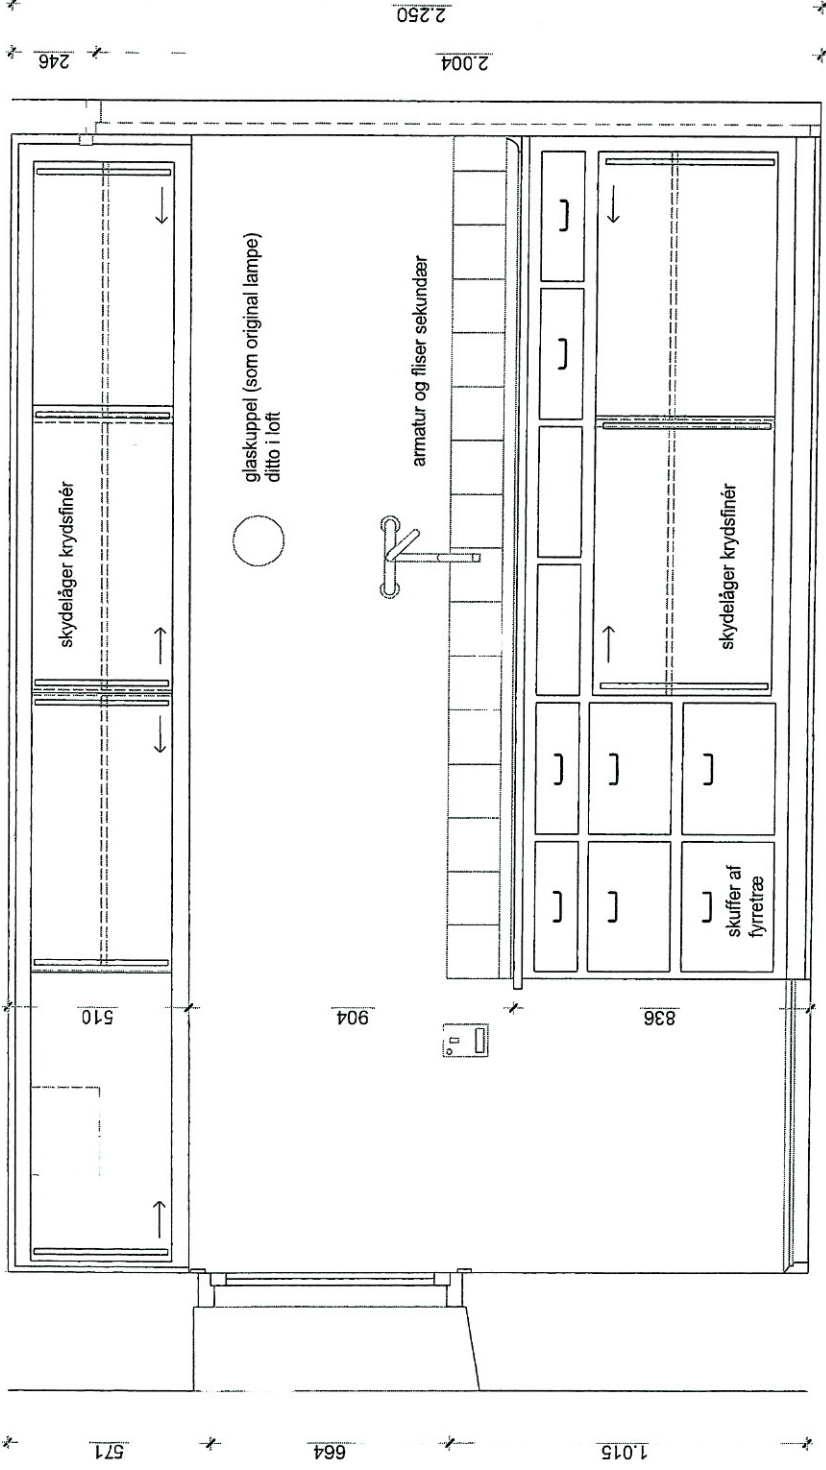 2.250
246
2.004
glaskuppel (som original lampe)
ditto i loft
armatur og fliser sekundær
skydelåger krydsfinér
skydelåger krydsfinér
skuffer af
fyrretræ
510
904
836
571
664
1.015